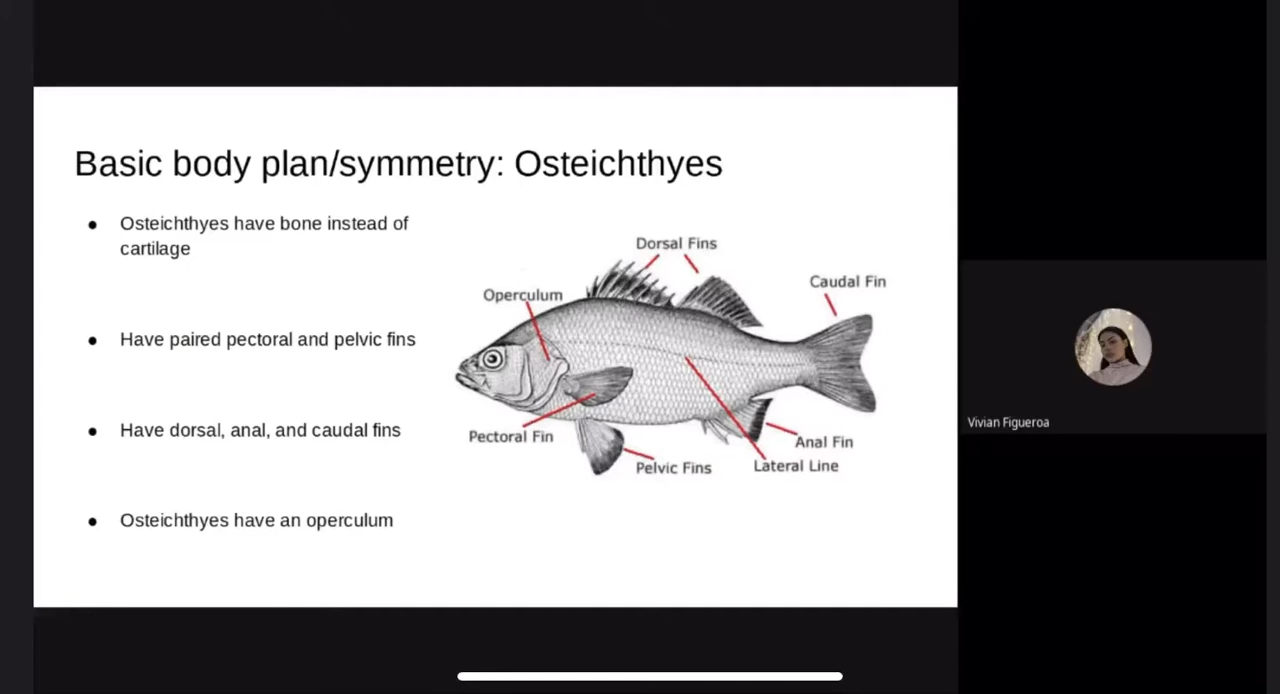 Basic body plan/symmetry: Osteichthyes
● Osteichthyes have bone instead of
cartilage
● Have paired pectoral and pelvic fins
● Have dorsal, anal, and caudal fins
● Osteichthyes have an operculum
Dorsal Fins
Caudal Fin
Operculum
Pectoral Fin
Pelvic Fins
Anal Fin
Lateral Line
Vivian Figueroa